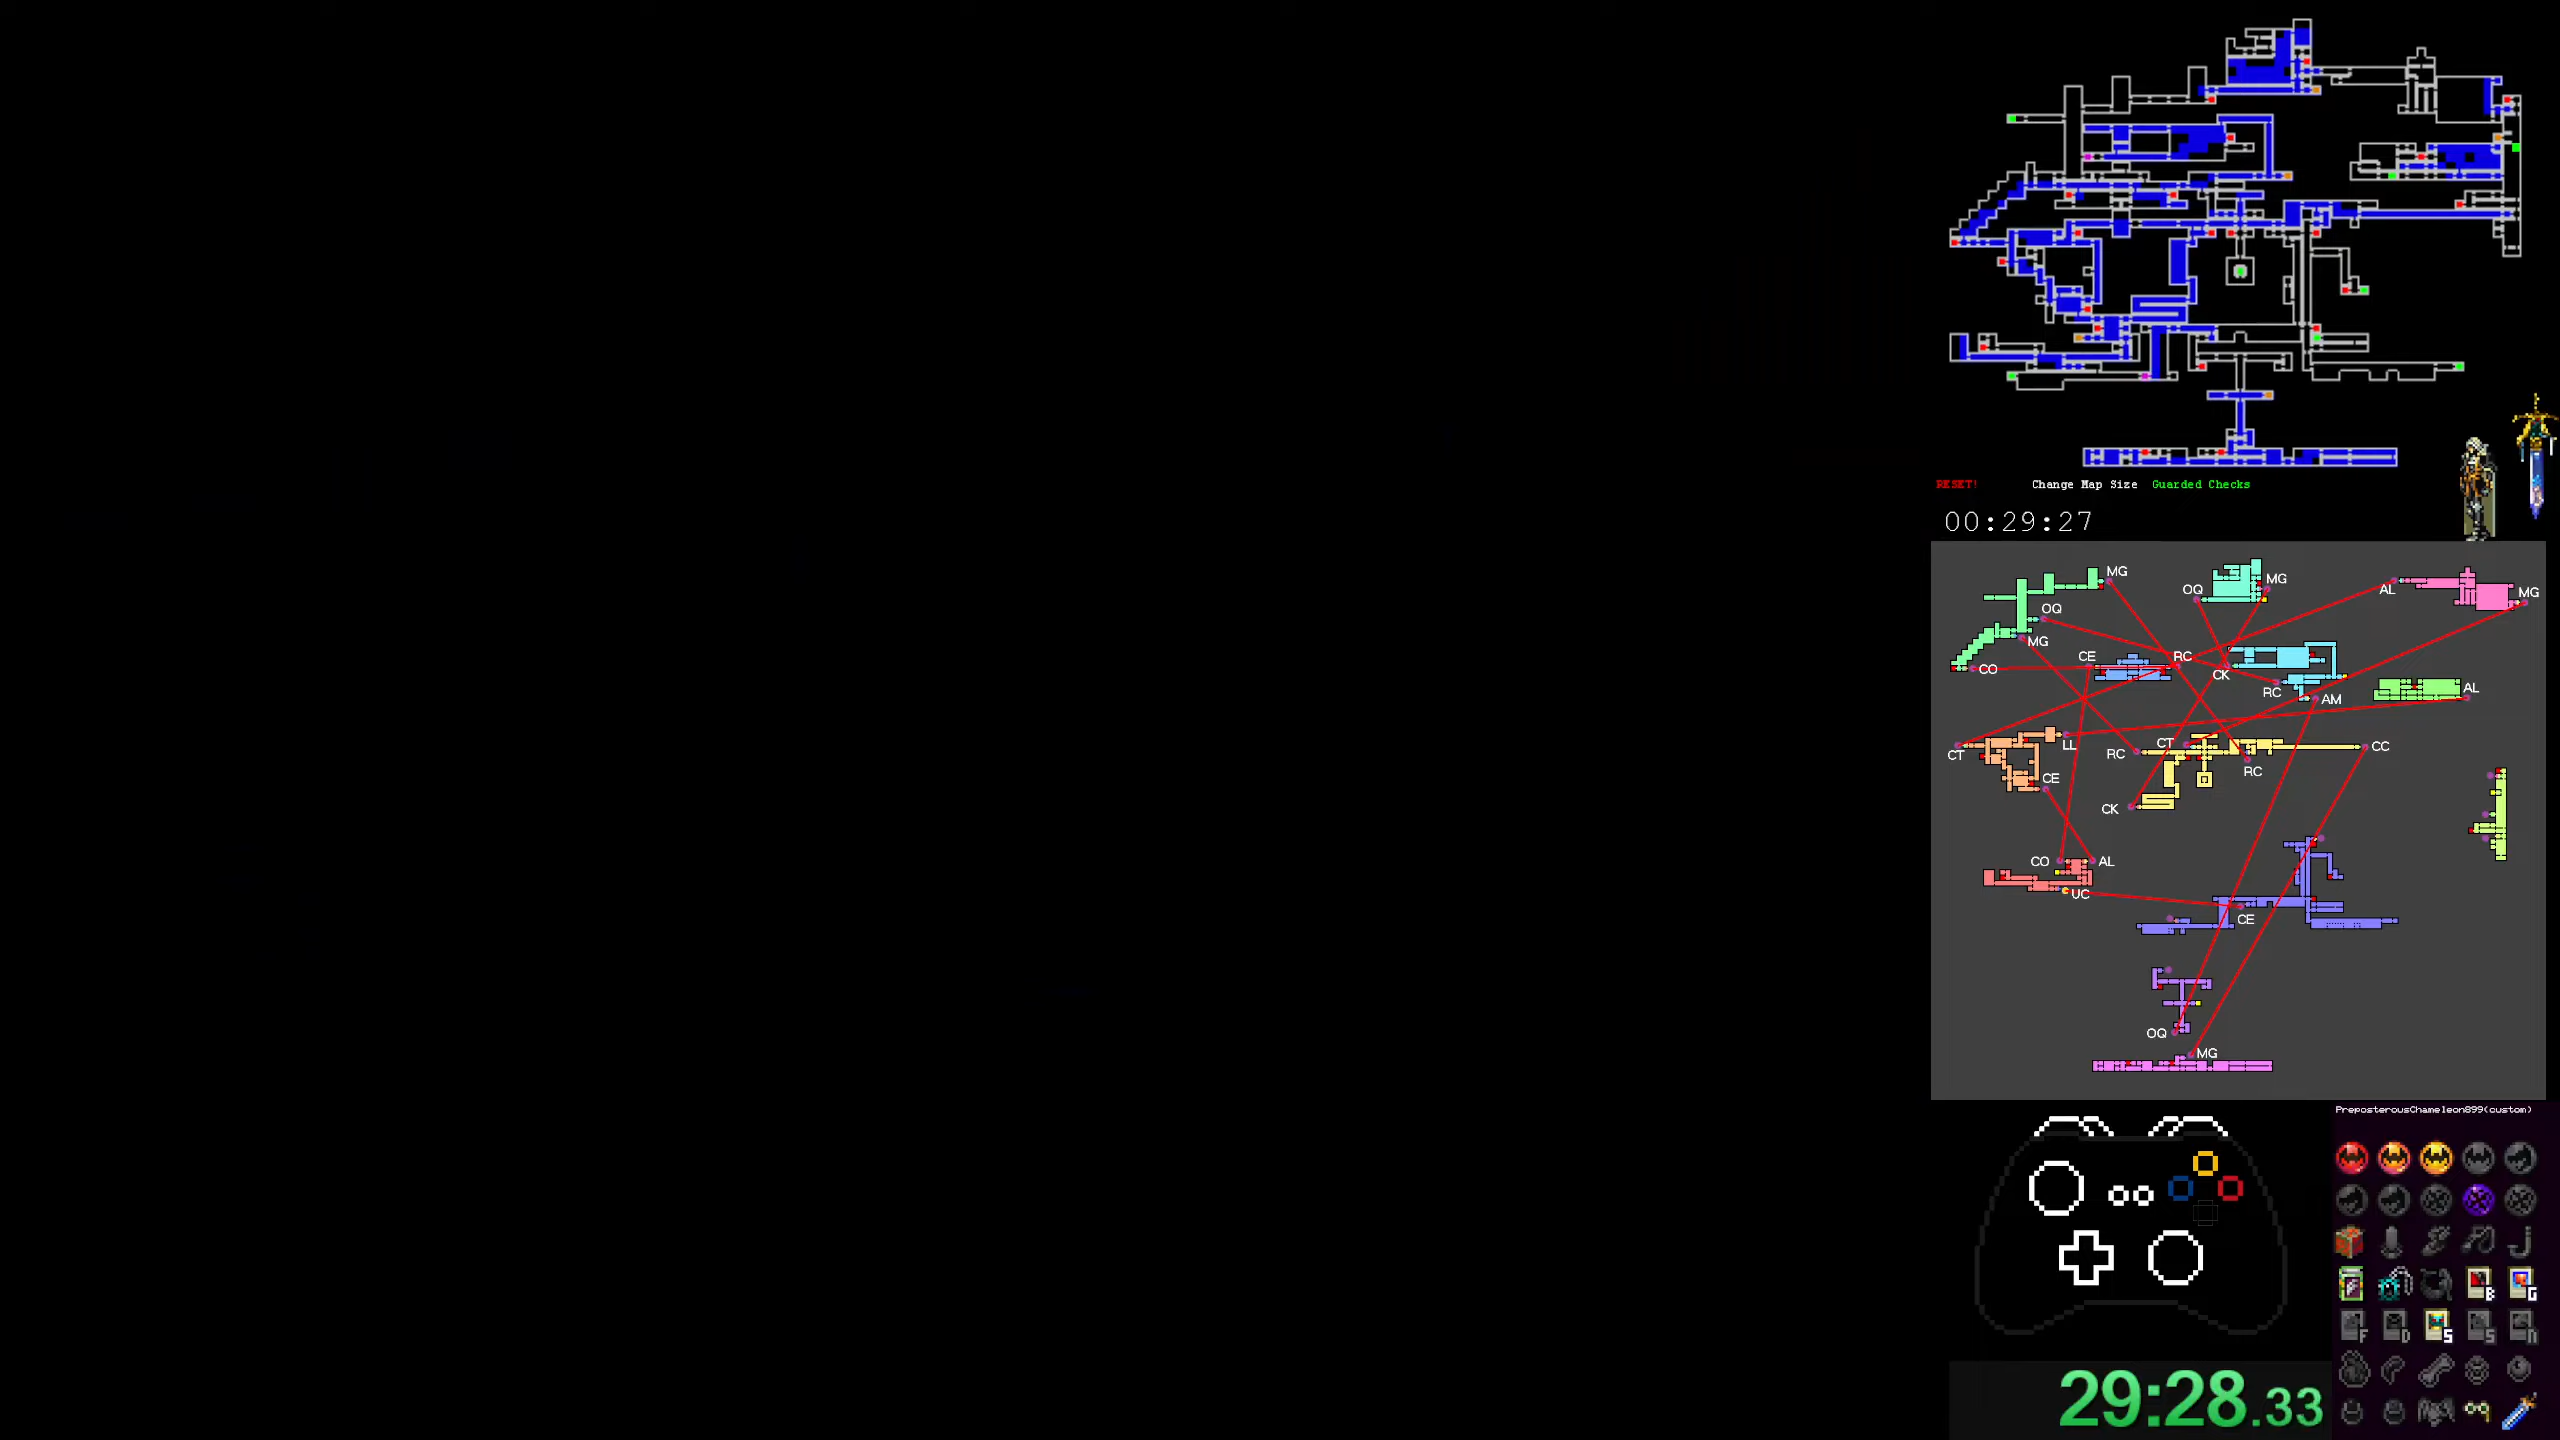 RESET! Change Map Size Guarded Checks
00:29:27
MG OQ MG AL MG
OQ
MG
CO CE RC CK RC AM AL
CT LL RC CT RC CC
CE
CK
CO AL
UC CE
OQ
MG
PreposterousChameleon899(custom)
B G
F D S S R
29:28.33